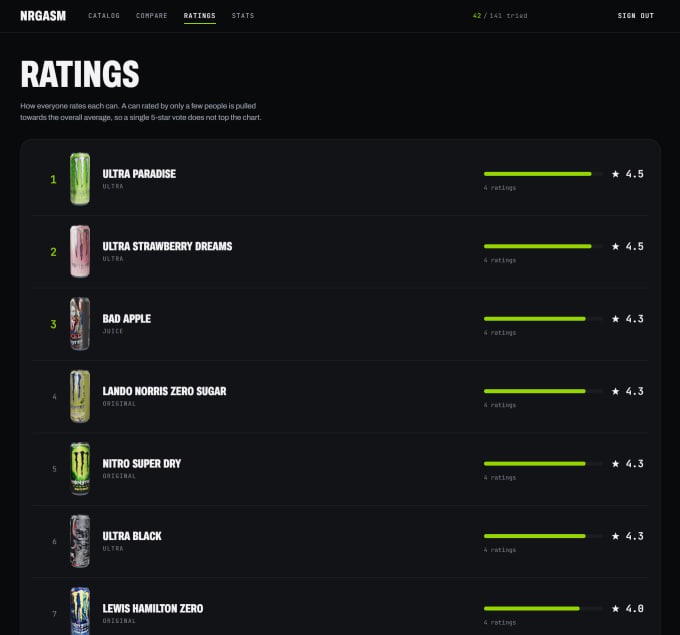 NRGASM CATALOG COMPARE RATINGS STATS 42 / 141 tried SIGN OUT
RATINGS
How everyone rates each can. A can rated by only a few people is pulled
towards the overall average, so a single 5-star vote does not top the chart.
1 ULTRA PARADISE ★ 4.5
ULTRA 4 ratings
2 ULTRA STRAWBERRY DREAMS ★ 4.5
ULTRA 4 ratings
3 BAD APPLE ★ 4.3
JUICE 4 ratings
4 LANDO NORRIS ZERO SUGAR ★ 4.3
ORIGINAL 4 ratings
5 NITRO SUPER DRY ★ 4.3
ORIGINAL 4 ratings
6 ULTRA BLACK ★ 4.3
ULTRA 4 ratings
7 LEWIS HAMILTON ZERO ★ 4.0
ORIGINAL 4 ratings